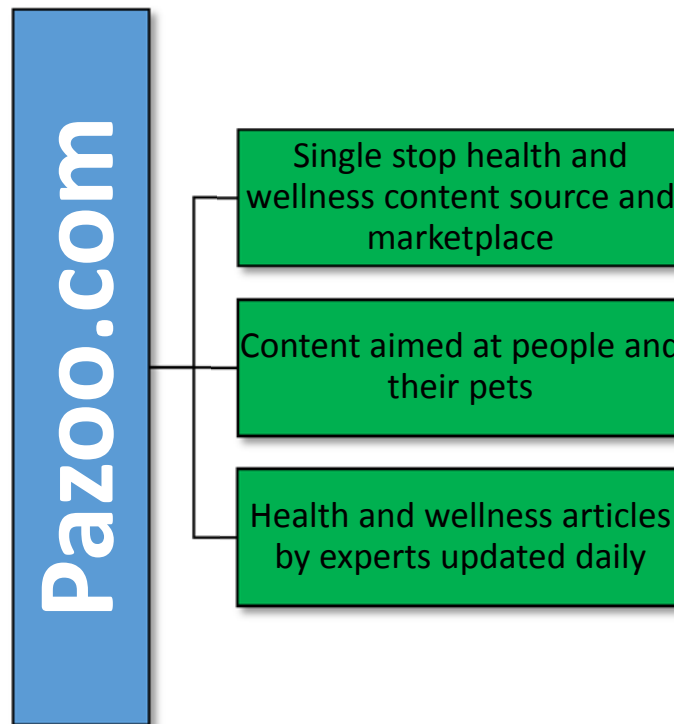 Pazoo.com
Single stop health and
wellness content source and
marketplace
Content aimed at people and
their pets
Health and wellness articles
by experts updated daily